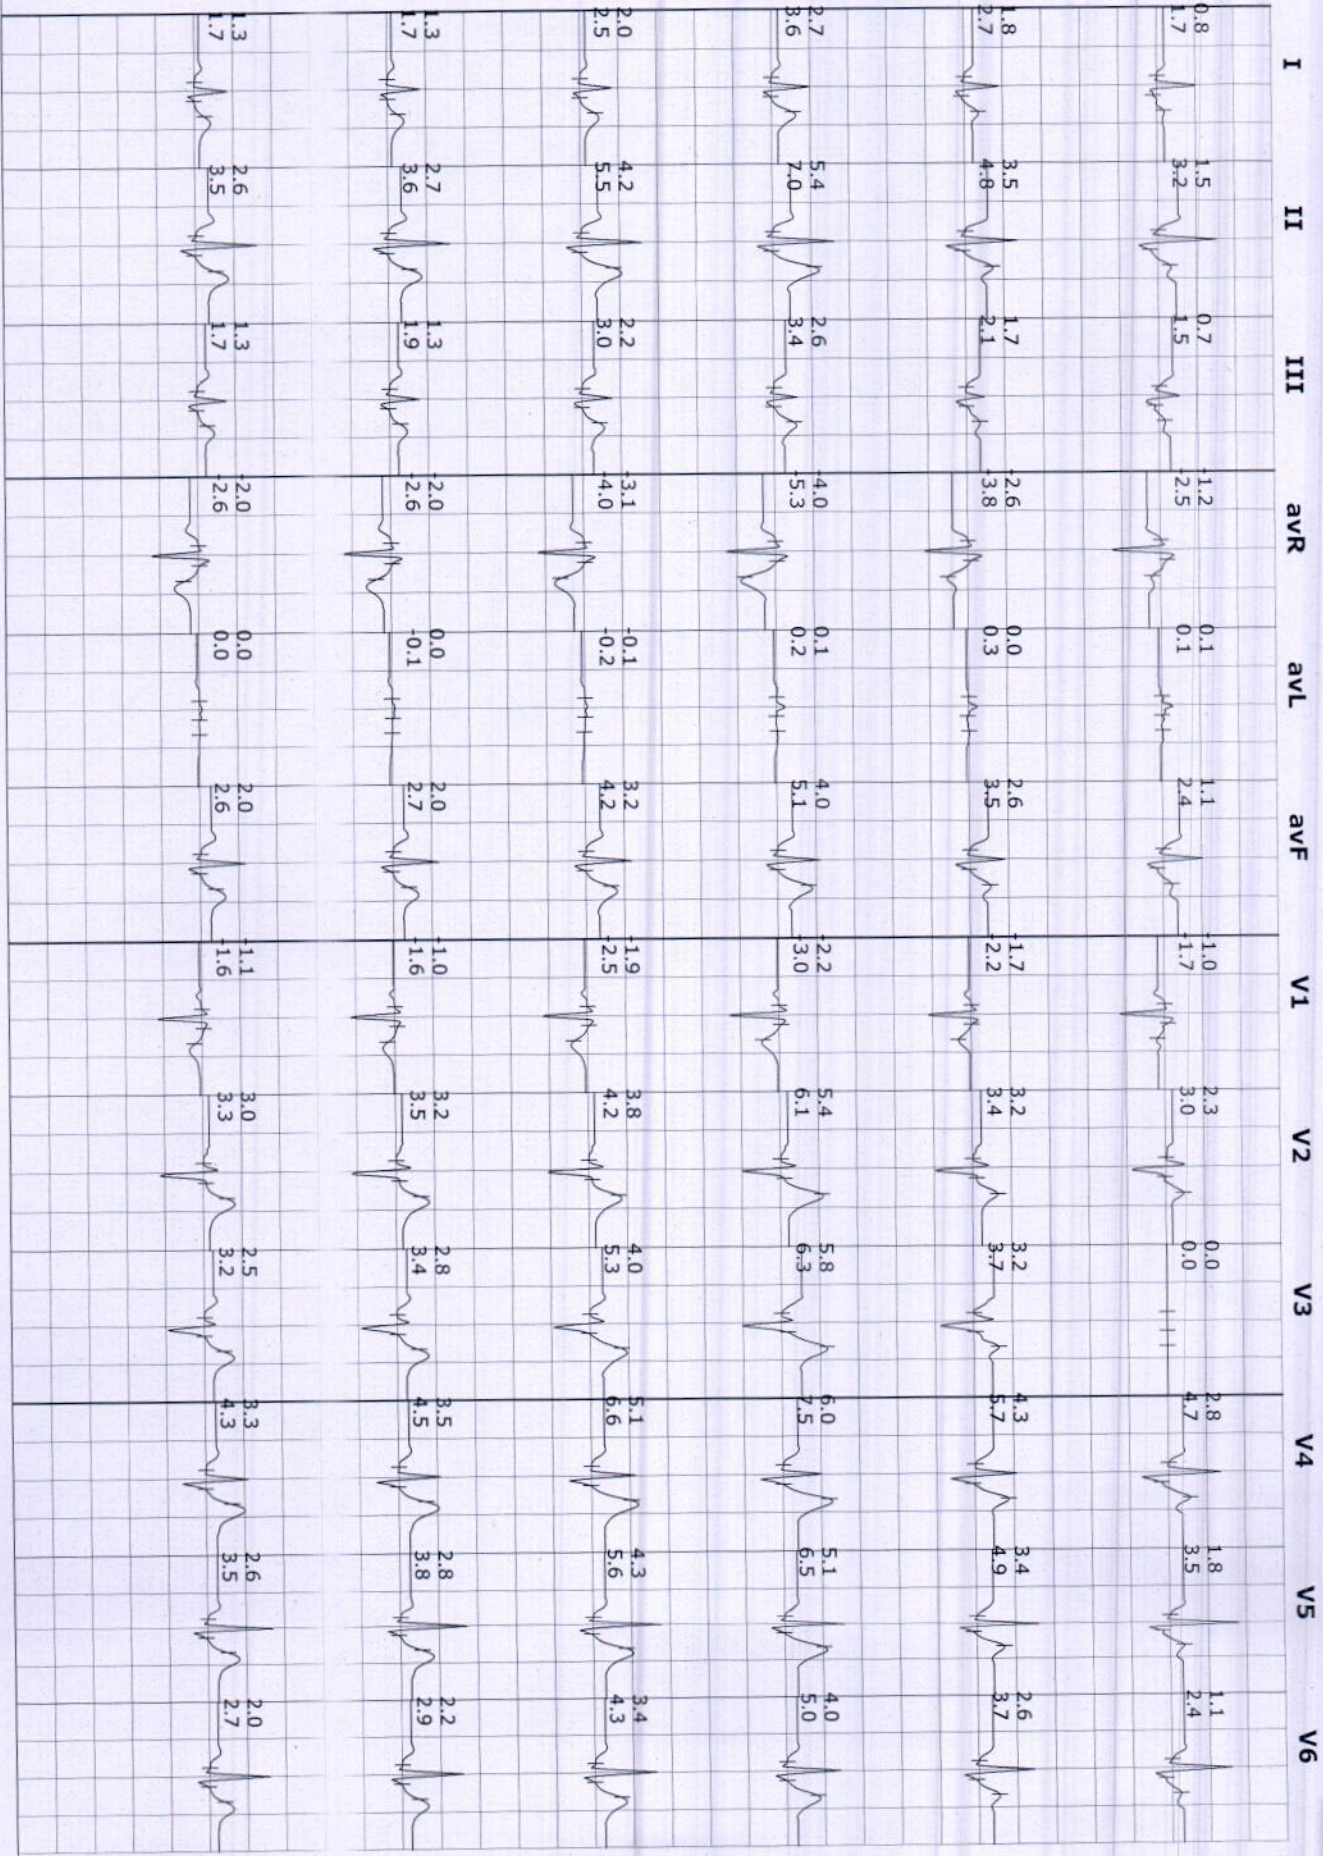 I II III avR avL avF V1 V2 V3 V4 V5 V6
0.8 1.5 0.7 -1.2 0.1 1.1 -1.0 2.3 0.0 2.8 1.8 1.1
1.7 3.2 1.5 -2.5 0.1 2.4 -1.7 3.0 0.0 4.7 3.5 2.4
1.8 3.5 1.7 -2.6 0.0 2.6 -1.7 3.2 3.2 4.3 3.4 2.6
2.7 4.8 2.1 -3.8 0.3 3.5 -2.2 3.4 3.7 5.7 4.9 3.7
2.7 5.4 2.6 -4.0 0.1 4.0 -2.2 5.4 5.8 6.0 5.1 4.0
3.6 7.0 3.4 -5.3 0.2 5.1 -3.0 6.1 6.3 7.5 6.5 5.0
2.0 4.2 2.2 -3.1 -0.1 3.2 -1.9 3.8 4.0 5.1 4.3 3.4
2.5 5.5 3.0 -4.0 -0.2 4.2 -2.5 4.2 5.3 6.6 5.6 4.3
1.3 2.7 1.3 -2.0 0.0 2.0 -1.0 3.2 2.8 3.5 2.8 2.2
1.7 3.6 1.9 -2.6 -0.1 2.7 -1.6 3.5 3.4 4.5 3.8 2.9
1.3 2.6 1.3 -2.0 0.0 2.0 -1.1 3.0 2.5 3.3 2.6 2.0
1.7 3.5 1.7 -2.6 0.0 2.6 -1.6 3.3 3.2 4.3 3.5 2.7